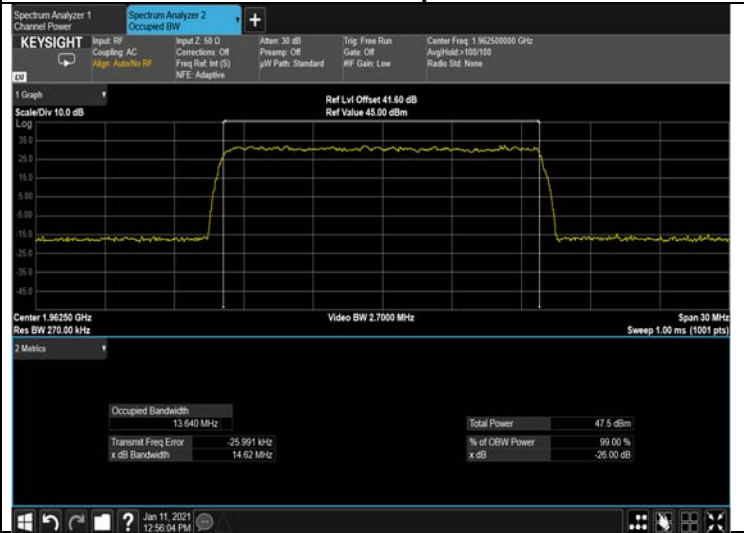 Spectrum Analyzer 1
Channel Power
Spectrum Analyzer 2
Occupied BW
KEYSIGHT
Input: RF
Coupling: AC
Align: Auto/No RF
Input Z: 50 Ω
Corrections: Off
Freq Ref: Int (S)
NFE: Adaptive
Atten: 30 dB
Preamp: Off
µW Path: Standard
Trig: Free Run
Gate: Off
#IF Gain: Low
Center Freq: 1.962500000 GHz
Avg|Hold:>100/100
Radio Std: None
1 Graph
Scale/Div 10.0 dB
Ref Lvl Offset 41.60 dB
Ref Value 45.00 dBm
Log
35.0
25.0
15.0
5.00
-5.00
-15.0
-25.0
-35.0
-45.0
Center 1.96250 GHz
Res BW 270.00 kHz
Video BW 2.7000 MHz
Span 30 MHz
Sweep 1.00 ms (1001 pts)
2 Metrics
Occupied Bandwidth
13.640 MHz
Transmit Freq Error -25.991 kHz
x dB Bandwidth 14.62 MHz
Total Power 47.5 dBm
% of OBW Power 99.00 %
x dB -26.00 dB
Jan 11, 2021
12:56:04 PM